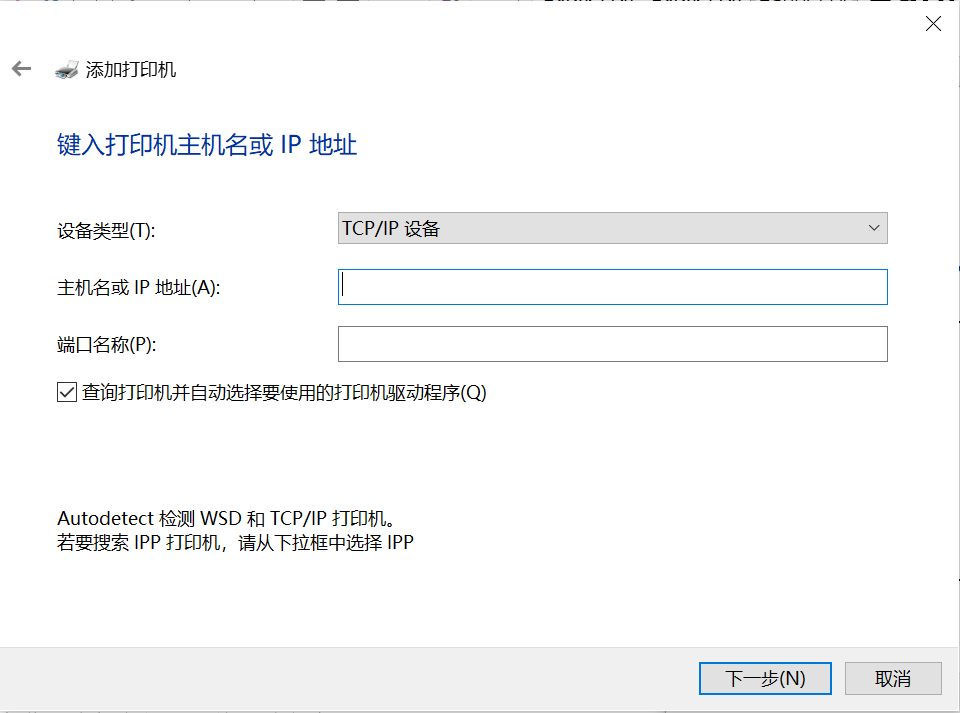 添加打印机
键入打印机主机名或 IP 地址
设备类型(T):
TCP/IP 设备
主机名或 IP 地址(A):
端口名称(P):
查询打印机并自动选择要使用的打印机驱动程序(Q)
Autodetect 检测 WSD 和 TCP/IP 打印机。
若要搜索 IPP 打印机，请从下拉框中选择 IPP
下一步(N)
取消